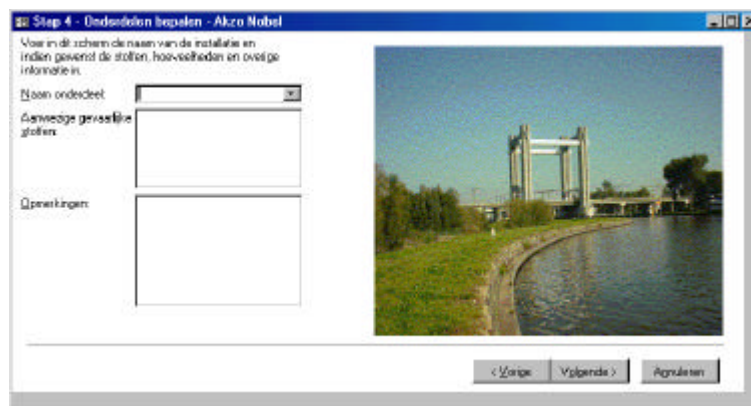 Stap 4 - Onderdelen bepalen - Akzo Nobel
Voer in dit scherm de naam van de installatie en
indien gewenst de stoffen, hoeveelheden en overige
informatie in.
Naam onderdeel:
Aanwezige gevaarlijke
stoffen:
Opmerkingen:
< Vorige
Volgende >
Annuleren